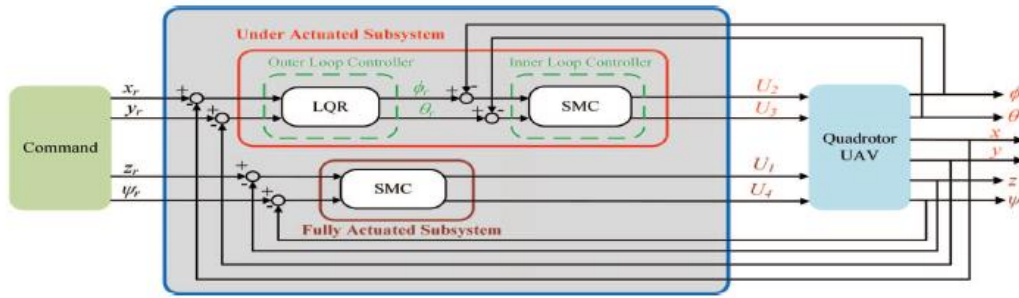 Under Actuated Subsystem
Outer Loop Controller
Inner Loop Controller
x_r
y_r
LQR
ϕ_r
θ_r
SMC
U_2
U_3
Command
Quadrotor
UAV
ϕ
θ
x
y
z
ψ
z_r
ψ_r
SMC
U_1
U_4
Fully Actuated Subsystem
+
-
+
-
+
-
+
-
+
-
+
-